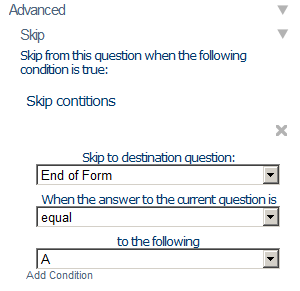 Advanced
Skip
Skip from this question when the following
condition is true:
Skip contitions
Skip to destination question:
End of Form
When the answer to the current question is
equal
to the following
A
Add Condition